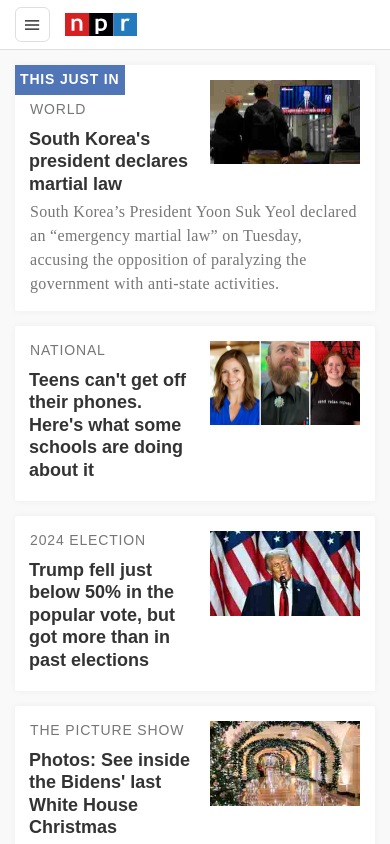 npr
THIS JUST IN
WORLD
South Korea's
president declares
martial law
South Korea’s President Yoon Suk Yeol declared
an “emergency martial law” on Tuesday,
accusing the opposition of paralyzing the
government with anti-state activities.
NATIONAL
Teens can't get off
their phones.
Here's what some
schools are doing
about it
2024 ELECTION
Trump fell just
below 50% in the
popular vote, but
got more than in
past elections
THE PICTURE SHOW
Photos: See inside
the Bidens' last
White House
Christmas